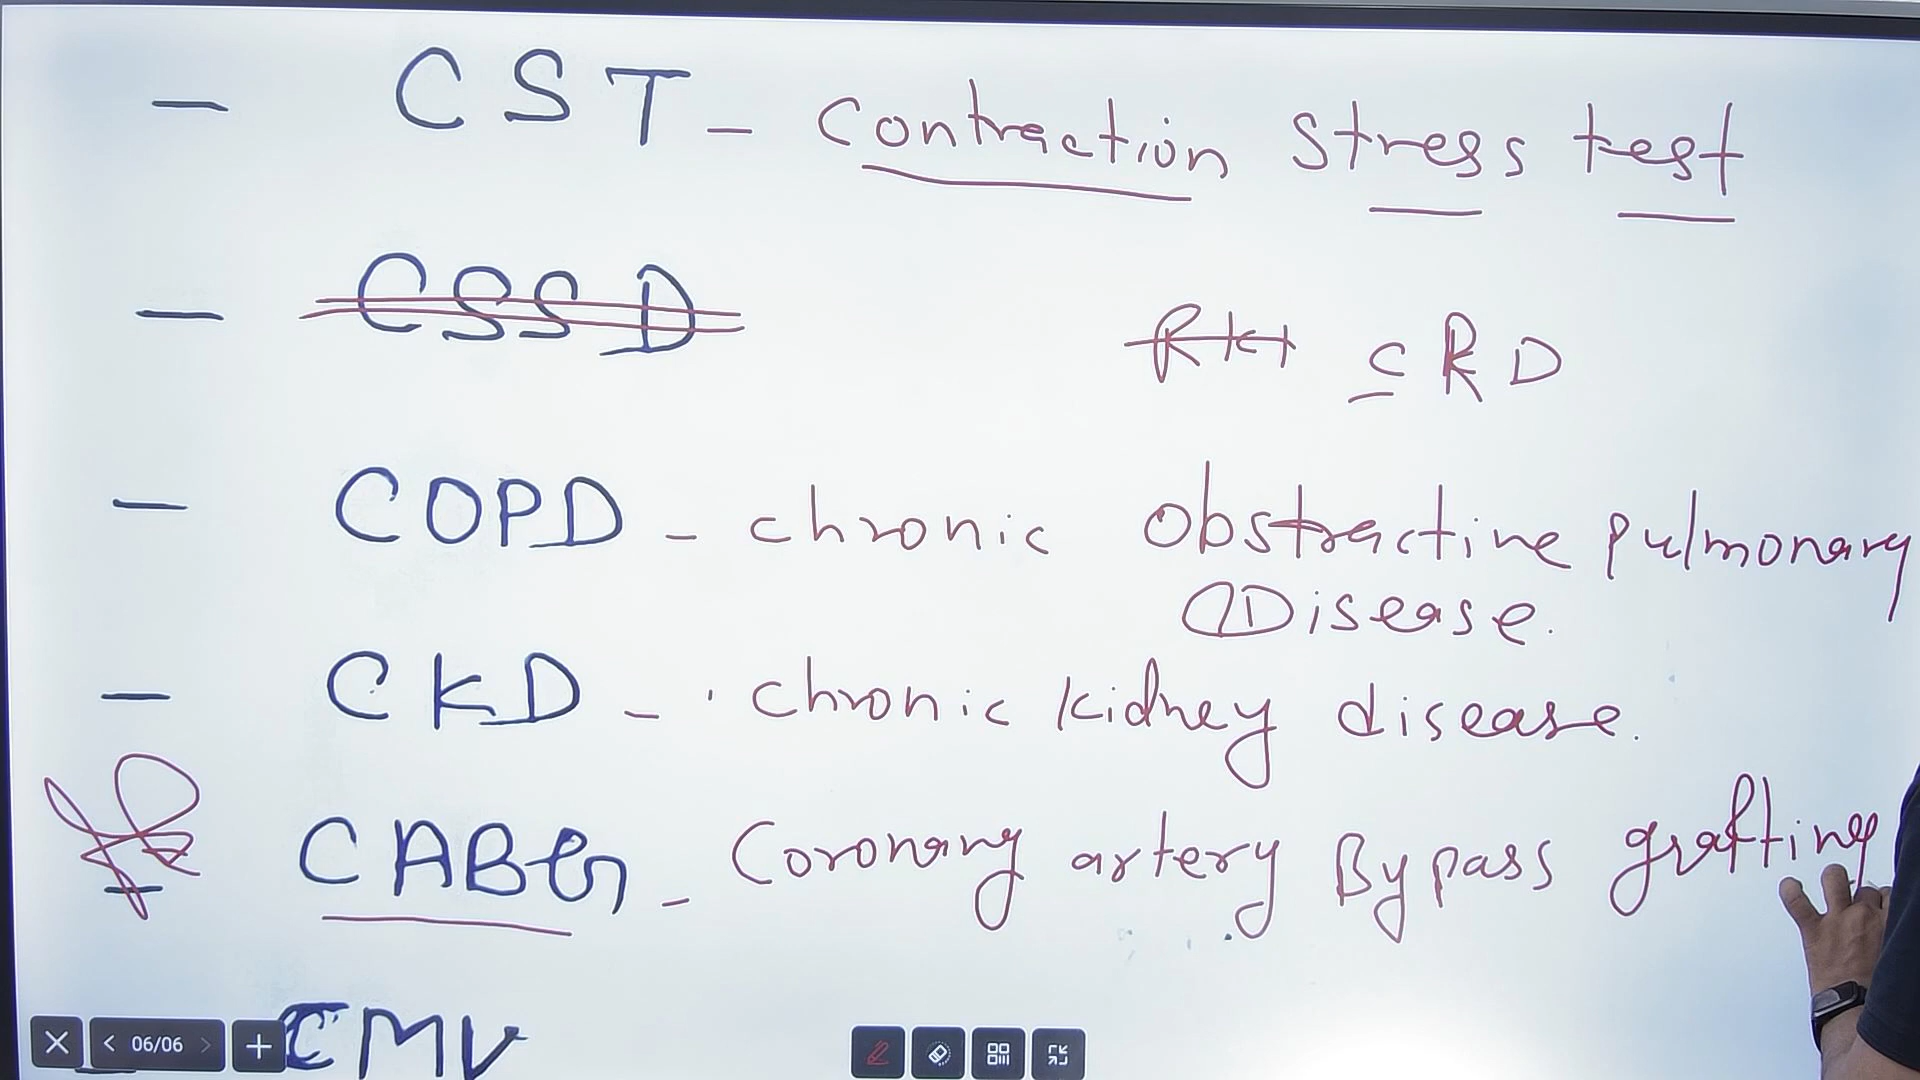 - CST - Contraction Stress test
- CSSD
RKt CRD
- COPD - chronic Obstractive pulmonary
Disease.
- CKD - chronic kidney disease.
- CABG - Coronary artery Bypass grafting
- CMV
06/06